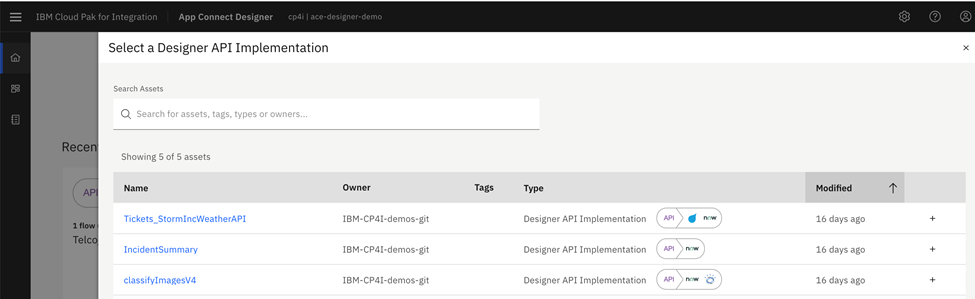 IBM Cloud Pak for Integration App Connect Designer cp4i | ace-designer-demo
Select a Designer API Implementation
Search Assets
Search for assets, tags, types or owners...
Recen
Showing 5 of 5 assets
Name Owner Tags Type Modified
API
Tickets_StormIncWeatherAPI IBM-CP4I-demos-git Designer API Implementation API now 16 days ago +
1 flow
Telco
IncidentSummary IBM-CP4I-demos-git Designer API Implementation API now 16 days ago +
classifyImagesV4 IBM-CP4I-demos-git Designer API Implementation API now 16 days ago +